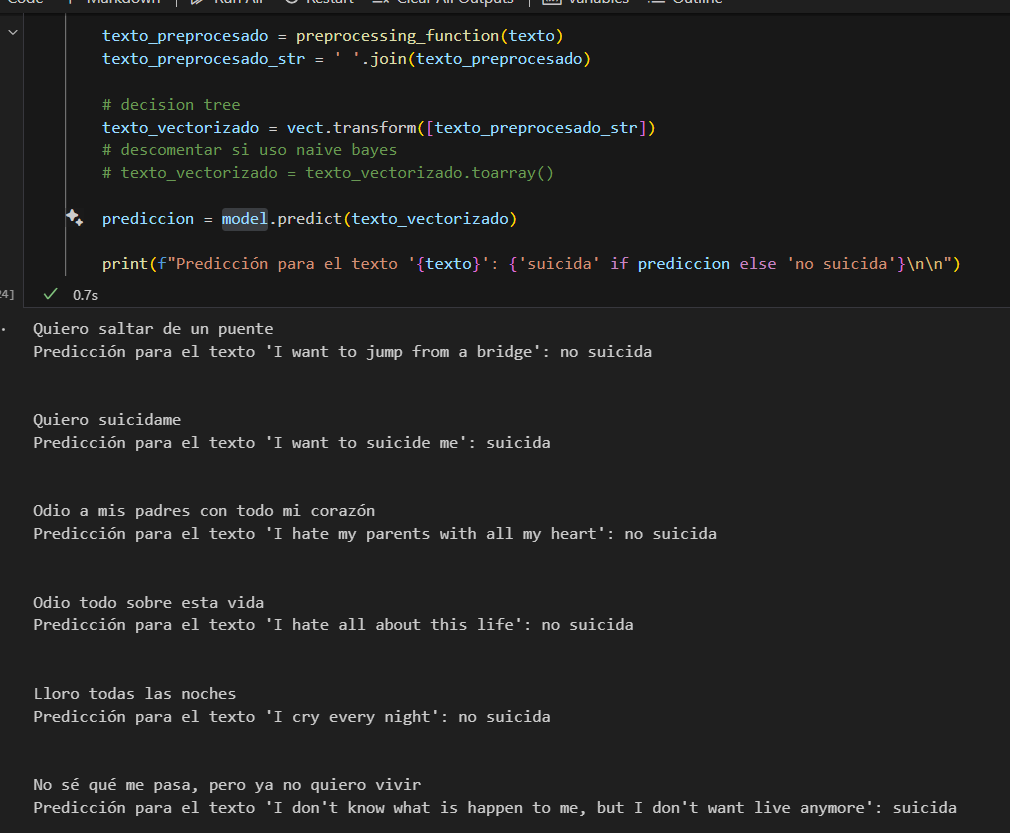 Code
Markdown
Run All
Restart
Clear All Outputs
Variables
Outline
texto_preprocesado = preprocessing_function(texto)
texto_preprocesado_str = ' '.join(texto_preprocesado)
# decision tree
texto_vectorizado = vect.transform([texto_preprocesado_str])
# descomentar si uso naive bayes
# texto_vectorizado = texto_vectorizado.toarray()
prediccion = model.predict(texto_vectorizado)
print(f"Predicción para el texto '{texto}': {'suicida' if prediccion else 'no suicida'}\n\n")
4]
0.7s
Quiero saltar de un puente
Predicción para el texto 'I want to jump from a bridge': no suicida
Quiero suicidame
Predicción para el texto 'I want to suicide me': suicida
Odio a mis padres con todo mi corazón
Predicción para el texto 'I hate my parents with all my heart': no suicida
Odio todo sobre esta vida
Predicción para el texto 'I hate all about this life': no suicida
Lloro todas las noches
Predicción para el texto 'I cry every night': no suicida
No sé qué me pasa, pero ya no quiero vivir
Predicción para el texto 'I don't know what is happen to me, but I don't want live anymore': suicida